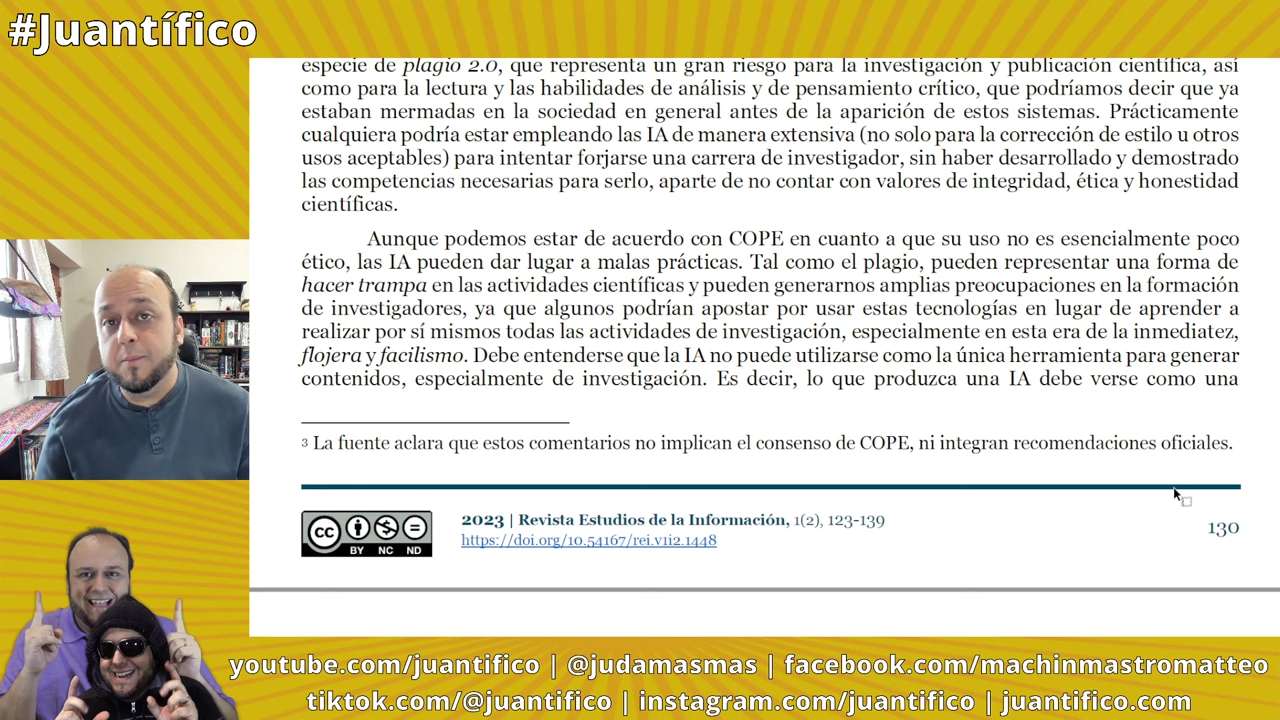 #Juantífico
especie de plagio 2.0, que representa un gran riesgo para la investigación y publicación científica, así
como para la lectura y las habilidades de análisis y de pensamiento crítico, que podríamos decir que ya
estaban mermadas en la sociedad en general antes de la aparición de estos sistemas. Prácticamente
cualquiera podría estar empleando las IA de manera extensiva (no solo para la corrección de estilo u otros
usos aceptables) para intentar forjarse una carrera de investigador, sin haber desarrollado y demostrado
las competencias necesarias para serlo, aparte de no contar con valores de integridad, ética y honestidad
científicas.
Aunque podemos estar de acuerdo con COPE en cuanto a que su uso no es esencialmente poco
ético, las IA pueden dar lugar a malas prácticas. Tal como el plagio, pueden representar una forma de
hacer trampa en las actividades científicas y pueden generarnos amplias preocupaciones en la formación
de investigadores, ya que algunos podrían apostar por usar estas tecnologías en lugar de aprender a
realizar por sí mismos todas las actividades de investigación, especialmente en esta era de la inmediatez,
flojera y facilismo. Debe entenderse que la IA no puede utilizarse como la única herramienta para generar
contenidos, especialmente de investigación. Es decir, lo que produzca una IA debe verse como una
3 La fuente aclara que estos comentarios no implican el consenso de COPE, ni integran recomendaciones oficiales.
cc BY NC ND
2023 | Revista Estudios de la Información, 1(2), 123-139
https://doi.org/10.54167/rei.v1i2.1448
130
youtube.com/juantifico | @judamasmas | facebook.com/machinmastromatteo
tiktok.com/@juantifico | instagram.com/juantifico | juantifico.com